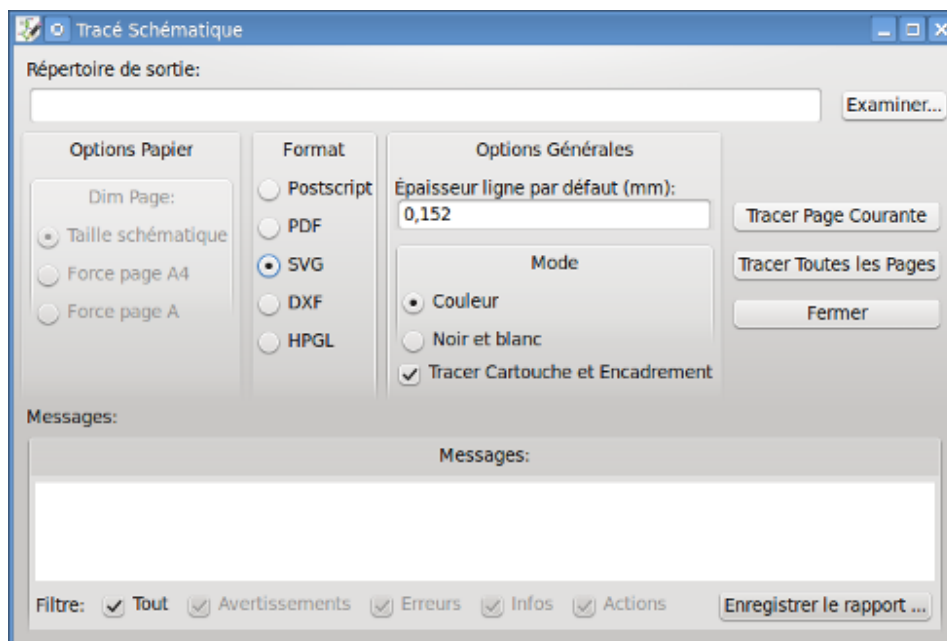 Tracé Schématique
Répertoire de sortie:
Examiner...
Options Papier
Dim Page:
Taille schématique
Force page A4
Force page A
Format
Postscript
PDF
SVG
DXF
HPGL
Options Générales
Épaisseur ligne par défaut (mm):
0,152
Mode
Couleur
Noir et blanc
Tracer Cartouche et Encadrement
Tracer Page Courante
Tracer Toutes les Pages
Fermer
Messages:
Messages:
Filtre: Tout Avertissements Erreurs Infos Actions Enregistrer le rapport ...